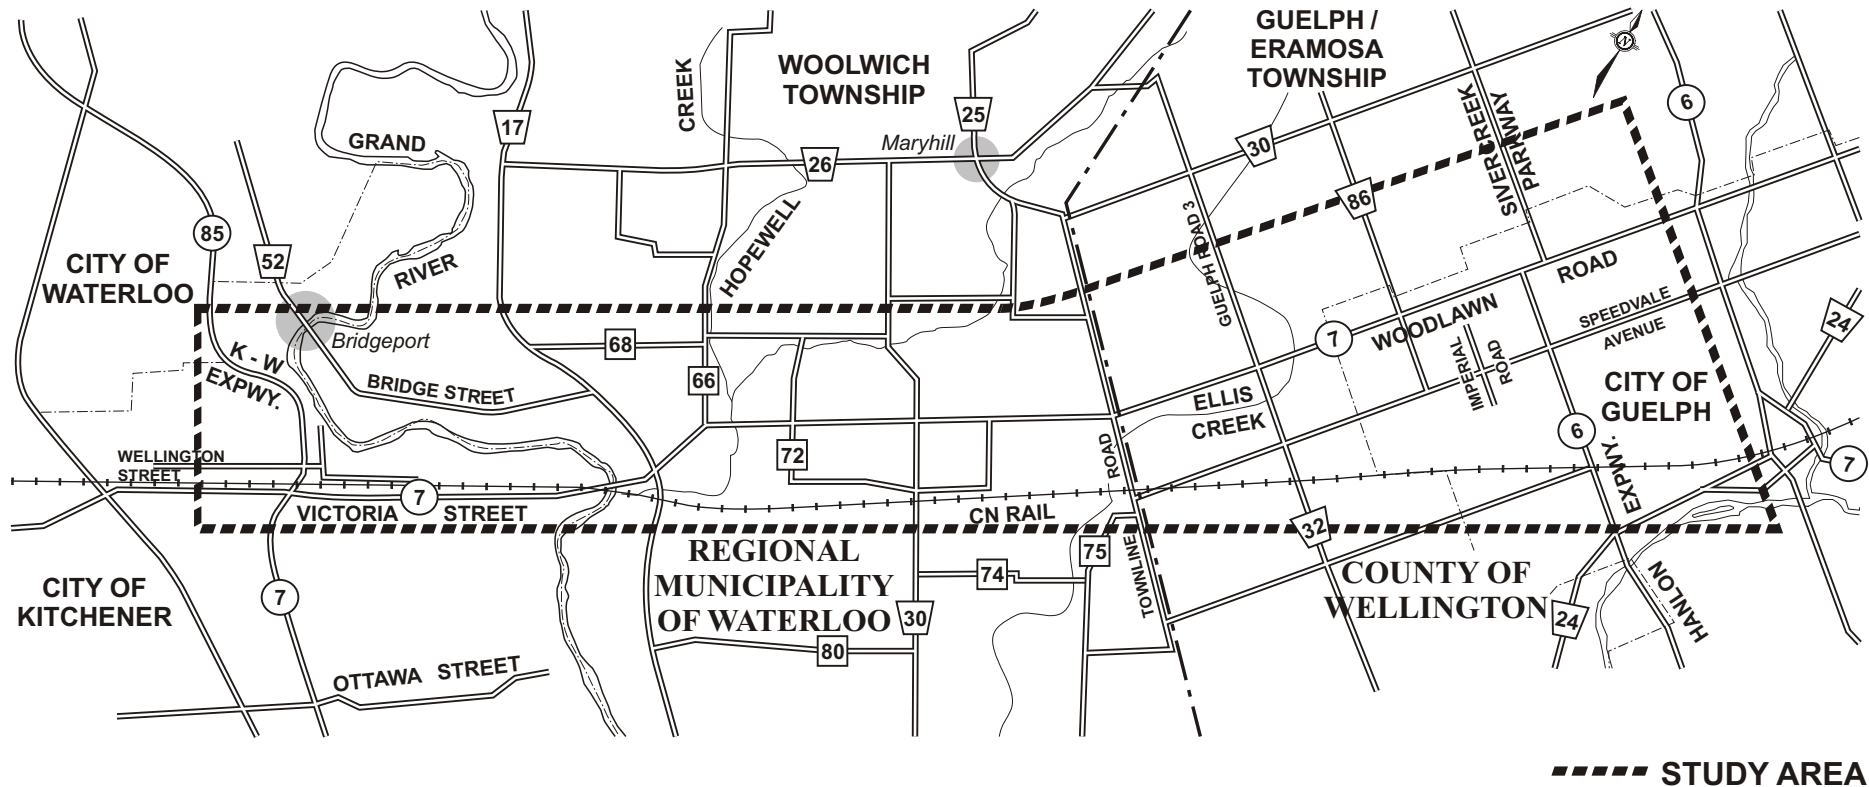 GUELPH /
ERAMOSA
TOWNSHIP
WOOLWICH
TOWNSHIP
CREEK
N
6
17
25
GRAND
Maryhill
26
30
SIVERCREEK
PARKWAY
86
GUELPH ROAD 3
HOPEWELL
85
52
CITY OF
WATERLOO
RIVER
ROAD
SPEEDVALE
AVENUE
24
Bridgeport
68
7
WOODLAWN
K - W
EXPWY.
BRIDGE STREET
66
IMPERIAL
ROAD
CITY OF
GUELPH
ELLIS
CREEK
6
EXPWY.
WELLINGTON
STREET
72
ROAD
7
7
VICTORIA
STREET
CN RAIL
32
REGIONAL
MUNICIPALITY
OF WATERLOO
75
74
TOWNLINE
COUNTY OF
WELLINGTON
CITY OF
KITCHENER
7
30
24
HANLON
80
OTTAWA STREET
STUDY AREA